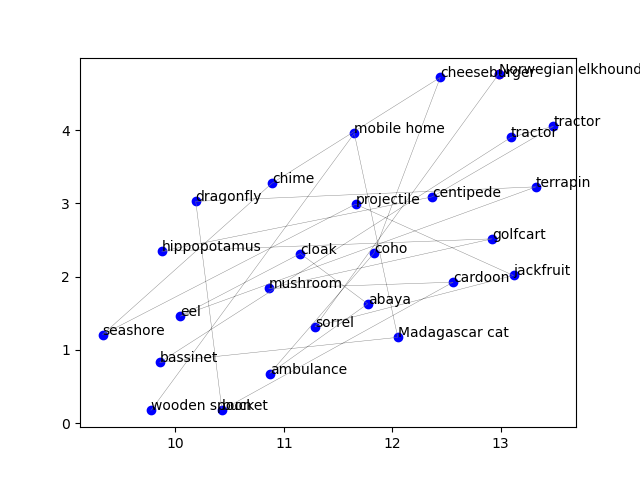 cheeseburger
Norwegian elkhound
tractor
mobile home
tractor
chime
terrapin
dragonfly
projectile
centipede
golfcart
hippopotamus
cloak
coho
jackfruit
mushroom
cardoon
abaya
eel
sorrel
seashore
Madagascar cat
bassinet
ambulance
wooden spoon
bucket
4
3
2
1
0
10
11
12
13